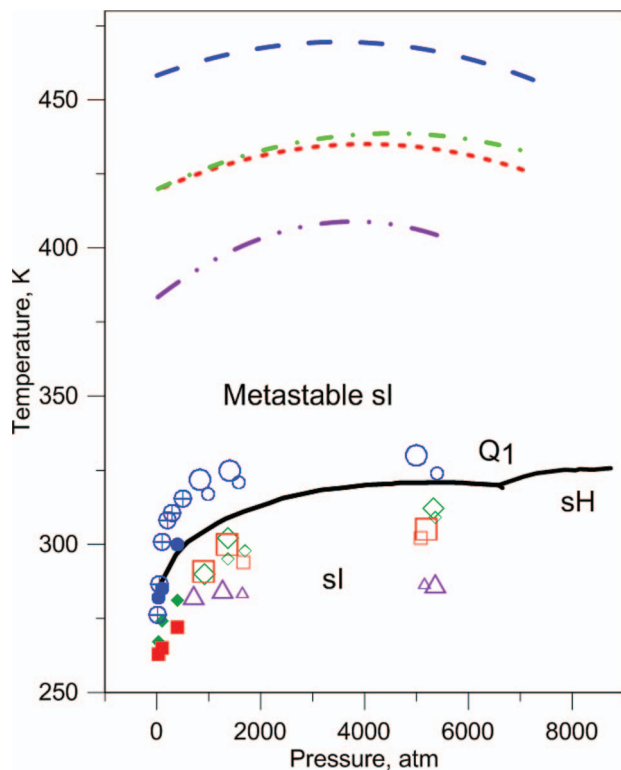 450
400
350
300
250
Temperature, K
Metastable sI
Q1
sH
sI
0
2000
4000
6000
8000
Pressure, atm